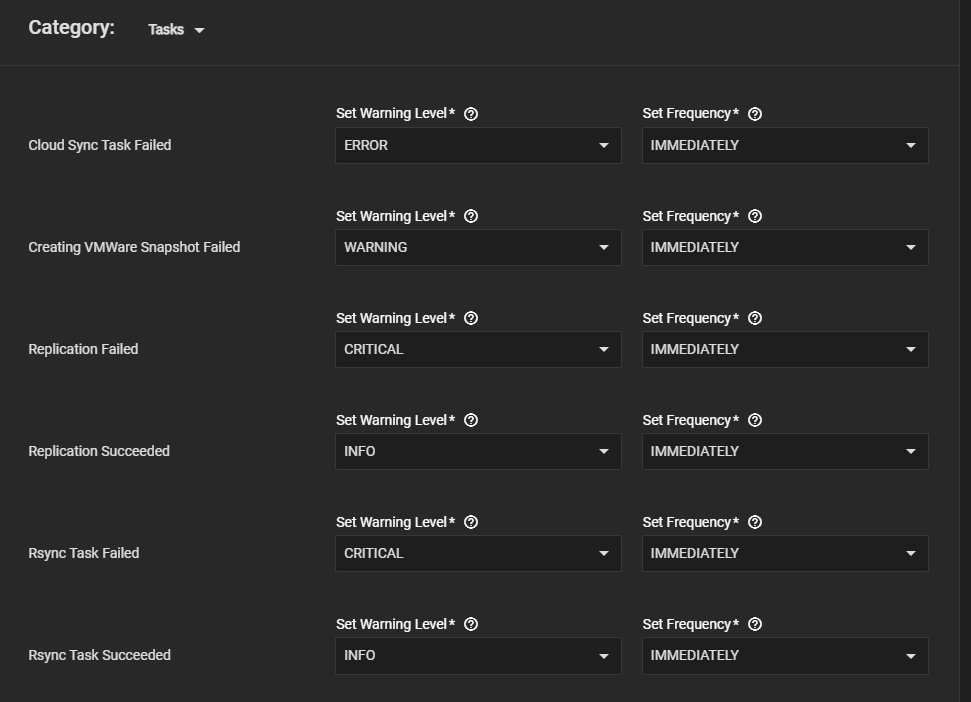 Category: Tasks
Set Warning Level* Set Frequency*
Cloud Sync Task Failed ERROR IMMEDIATELY
Set Warning Level* Set Frequency*
Creating VMWare Snapshot Failed WARNING IMMEDIATELY
Set Warning Level* Set Frequency*
Replication Failed CRITICAL IMMEDIATELY
Set Warning Level* Set Frequency*
Replication Succeeded INFO IMMEDIATELY
Set Warning Level* Set Frequency*
Rsync Task Failed CRITICAL IMMEDIATELY
Set Warning Level* Set Frequency*
Rsync Task Succeeded INFO IMMEDIATELY